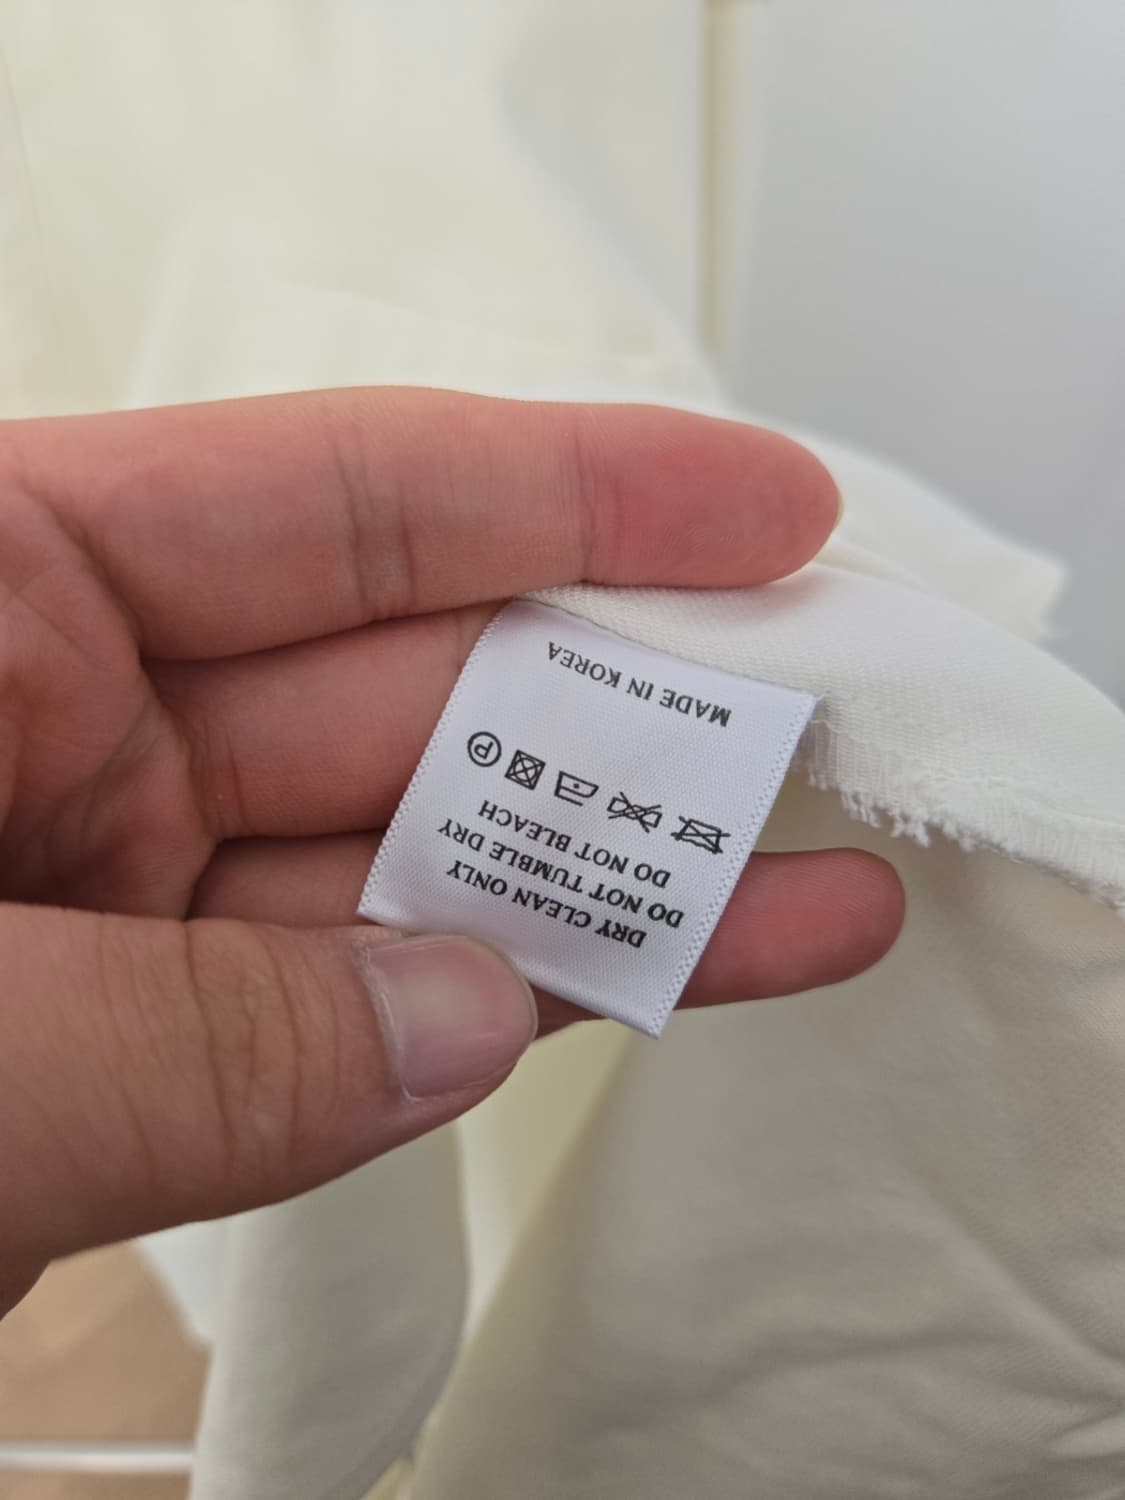 DRY CLEAN ONLY
DO NOT TUMBLE DRY
DO NOT BLEACH
P
MADE IN KOREA